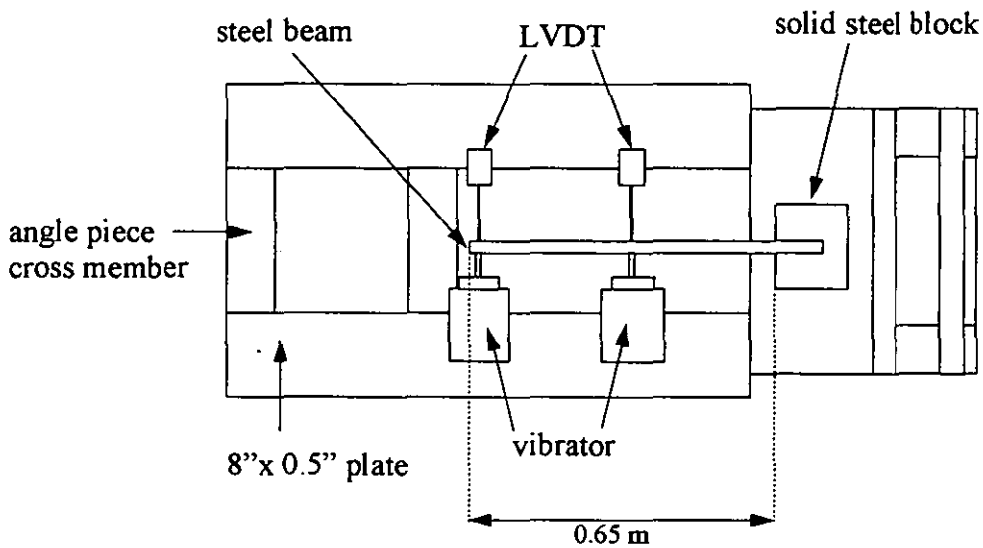 steel beam
LVDT
solid steel block
angle piece
cross member
8”x 0.5” plate
vibrator
0.65 m